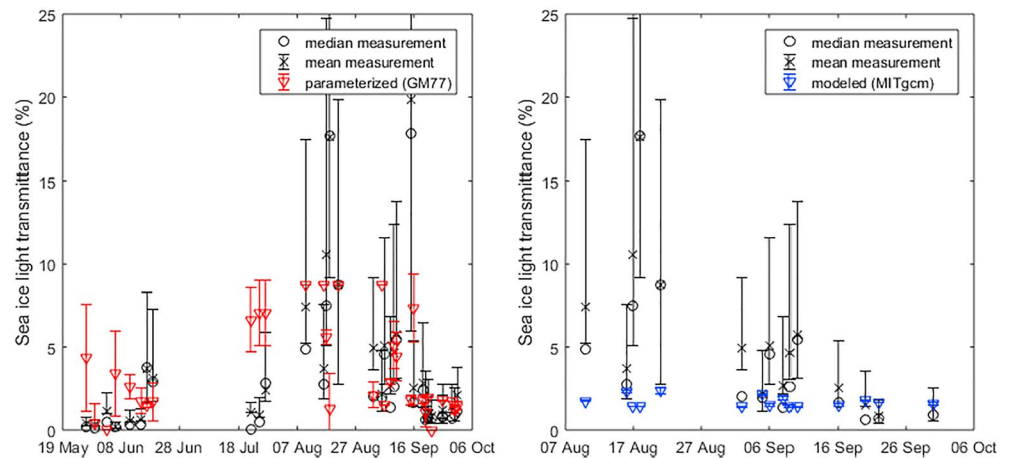 25
20
15
10
5
0
Sea ice light transmittance (%)
median measurement
mean measurement
parameterized (GM77)
19 May 08 Jun 28 Jun 18 Jul 07 Aug 27 Aug 16 Sep 06 Oct
25
20
15
10
5
0
Sea ice light transmittance (%)
median measurement
mean measurement
modeled (MITgcm)
07 Aug 17 Aug 27 Aug 06 Sep 16 Sep 26 Sep 06 Oct